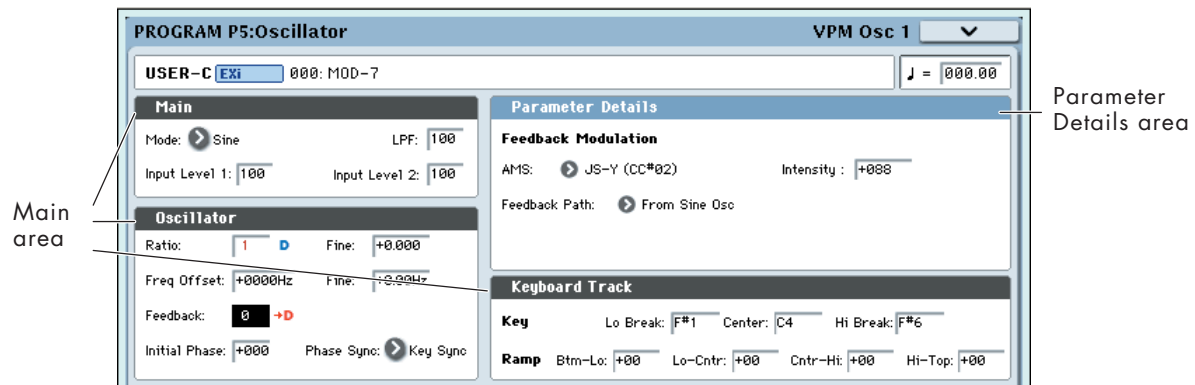 PROGRAM P5:Oscillator VPM Osc 1
USER-C EXi 000: MOD-7 ♩ = 000.00
Main
Mode: Sine LPF: 100
Input Level 1: 100 Input Level 2: 100
Oscillator
Ratio: 1 D Fine: +0.000
Freq Offset: +0000Hz Fine: +0.00Hz
Feedback: 0 →D
Initial Phase: +000 Phase Sync: Key Sync
Parameter Details
Feedback Modulation
AMS: JS-Y (CC#02) Intensity : +088
Feedback Path: From Sine Osc
Keyboard Track
Key Lo Break: F#1 Center: C4 Hi Break: F#6
Ramp Btm-Lo: +00 Lo-Cntr: +00 Cntr-Hi: +00 Hi-Top: +00
Main
area
Parameter
Details area